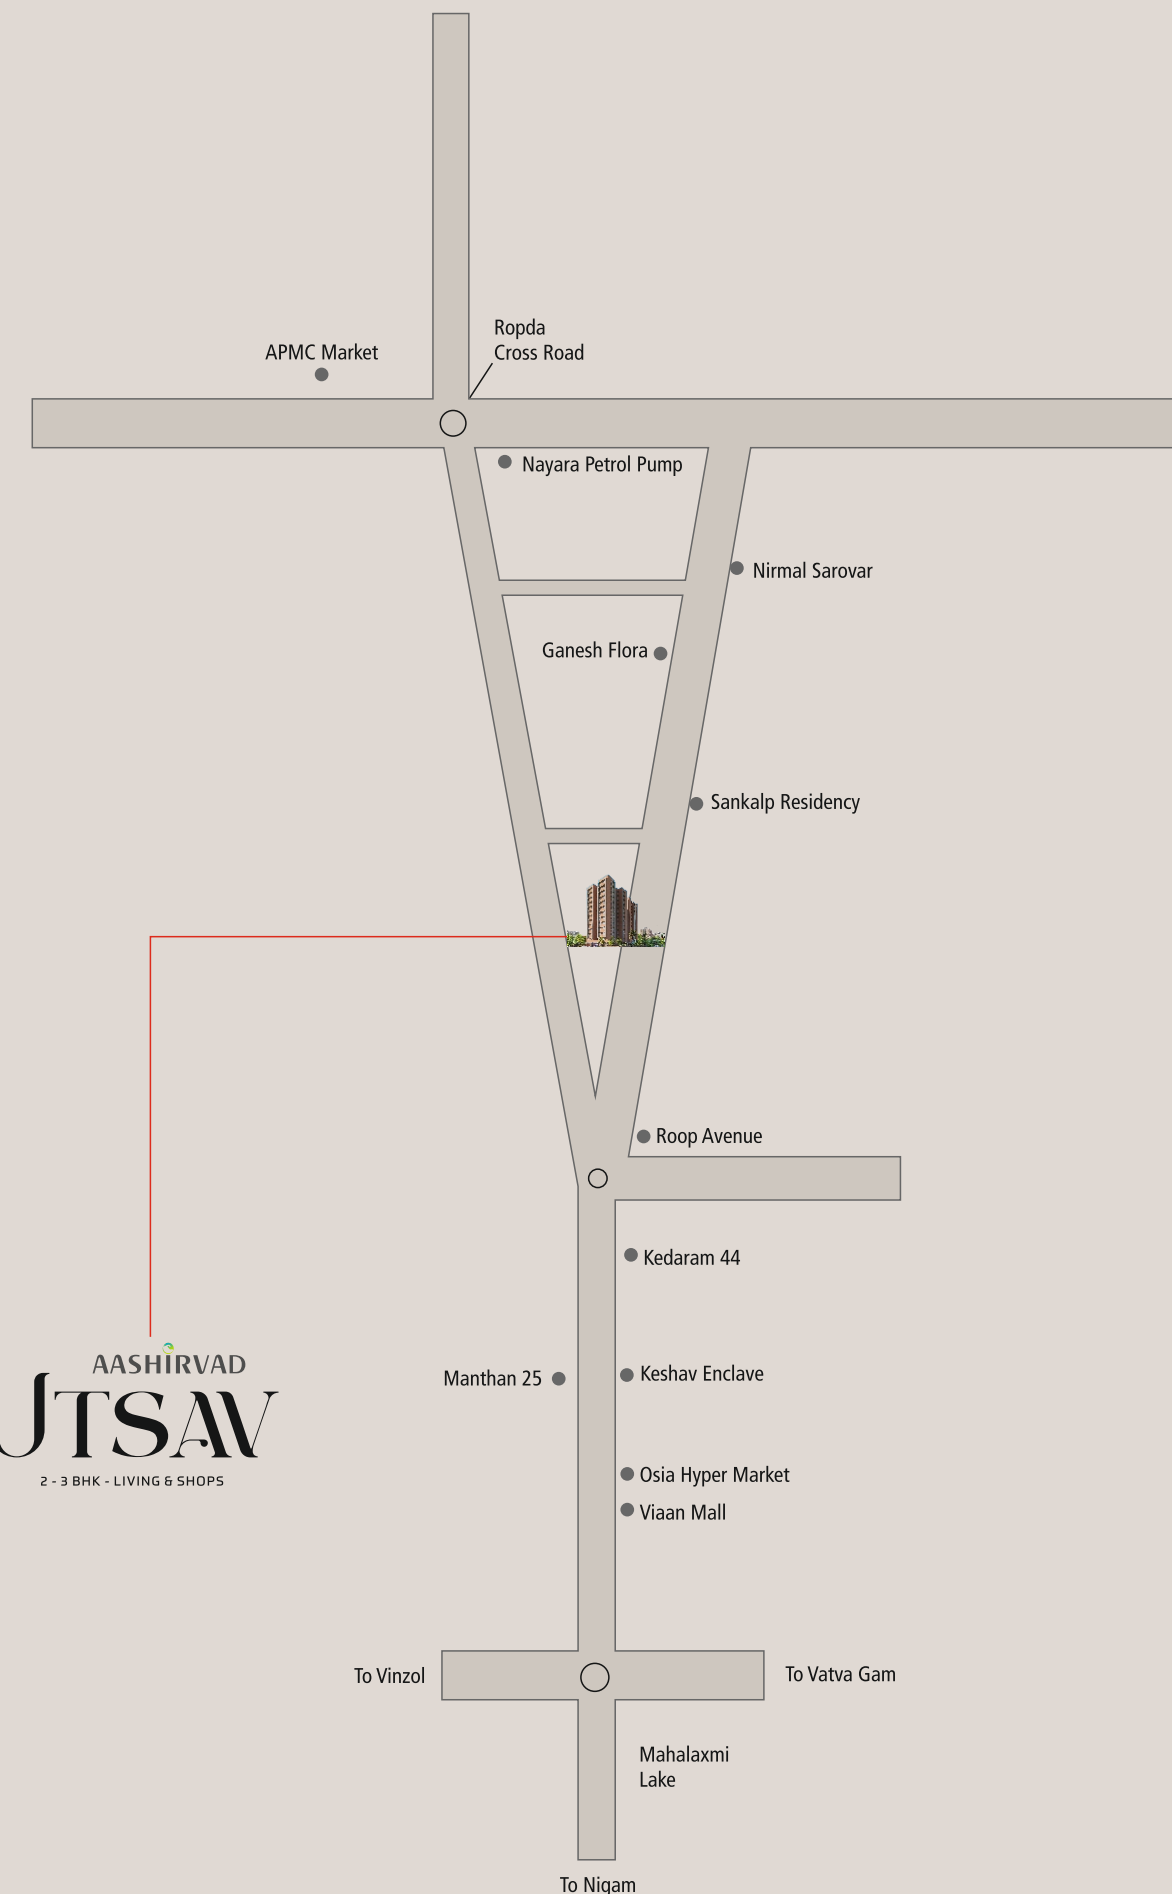 Ropda
Cross Road
APMC Market
Nayara Petrol Pump
Nirmal Sarovar
Ganesh Flora
Sankalp Residency
Roop Avenue
Kedaram 44
AASHIRVAD
UTSAV
2 - 3 BHK - LIVING & SHOPS
Manthan 25
Keshav Enclave
Osia Hyper Market
Viaan Mall
To Vinzol
To Vatva Gam
Mahalaxmi
Lake
To Nigam